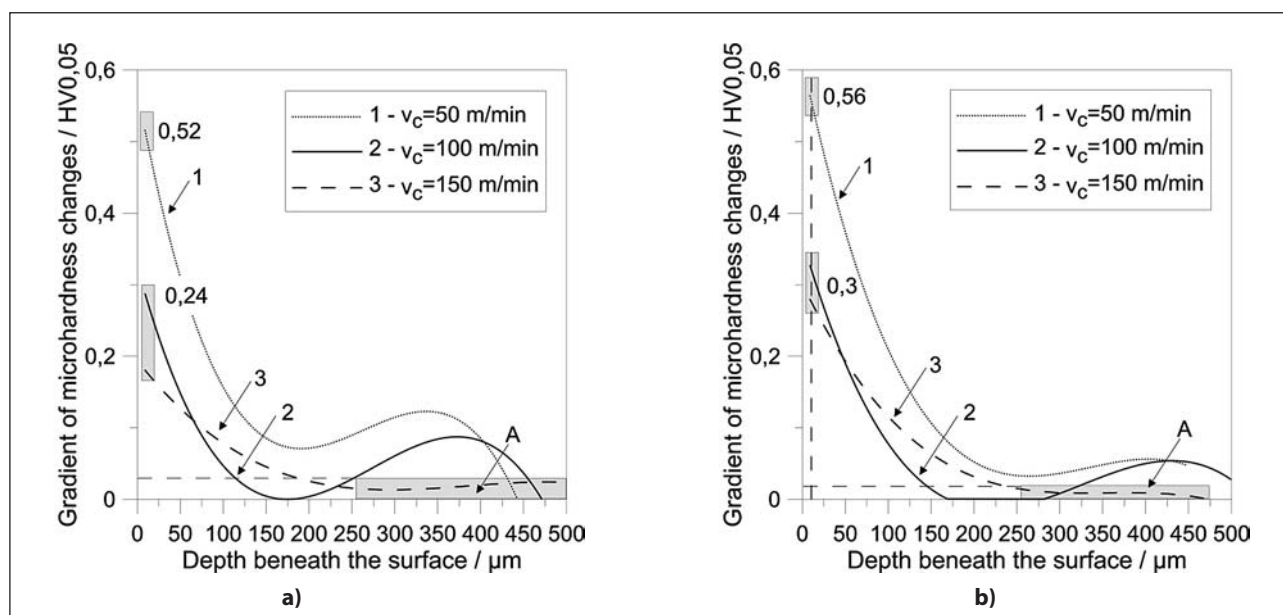 Gradient of microhardness changes / HV0,05
0,6
0,4
0,2
0
0,52
0,24
1
3
2
A
1 - vc=50 m/min
2 - vc=100 m/min
3 - vc=150 m/min
0 50 100 150 200 250 300 350 400 450 500
Depth beneath the surface / µm
a)
Gradient of microhardness changes / HV0,05
0,6
0,4
0,2
0
0,56
0,3
1
3
2
A
1 - vc=50 m/min
2 - vc=100 m/min
3 - vc=150 m/min
0 50 100 150 200 250 300 350 400 450 500
Depth beneath the surface / µm
b)